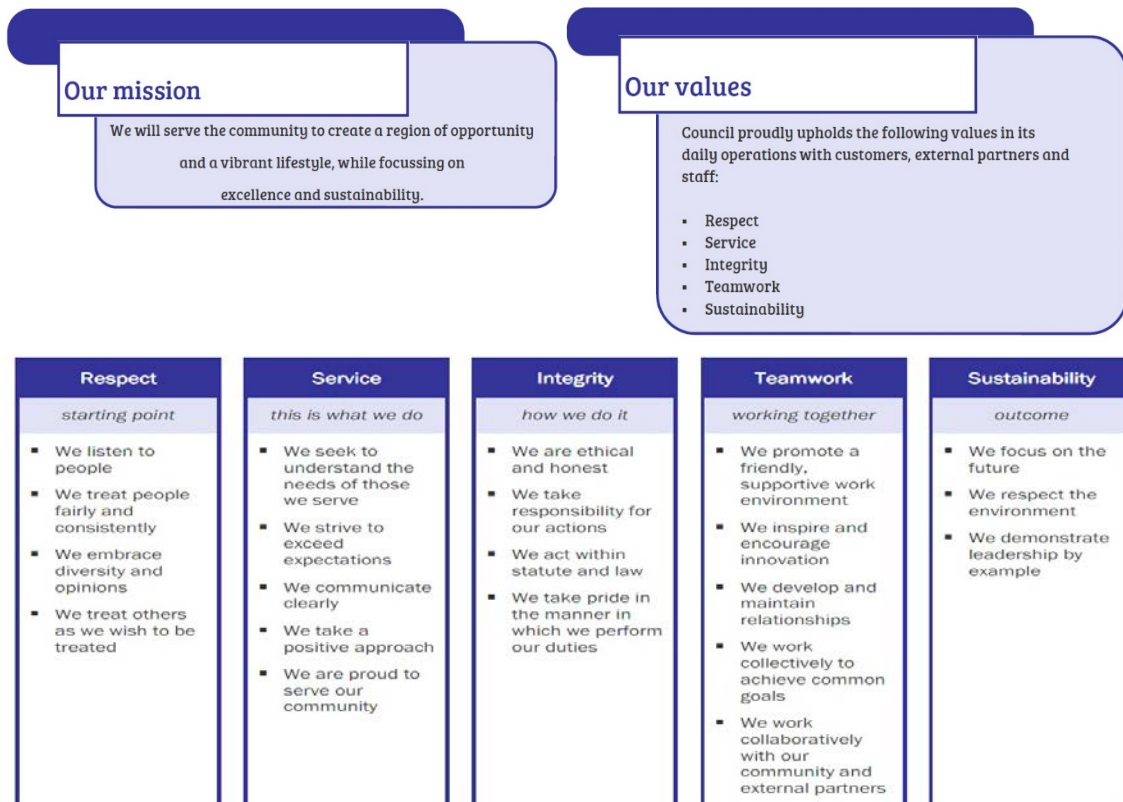 Our mission
We will serve the community to create a region of opportunity
and a vibrant lifestyle, while focussing on
excellence and sustainability.
Our values
Council proudly upholds the following values in its
daily operations with customers, external partners and
staff:
▪ Respect
▪ Service
▪ Integrity
▪ Teamwork
▪ Sustainability
Respect
starting point
▪ We listen to
people
▪ We treat people
fairly and
consistently
▪ We embrace
diversity and
opinions
▪ We treat others
as we wish to be
treated
Service
this is what we do
▪ We seek to
understand the
needs of those
we serve
▪ We strive to
exceed
expectations
▪ We communicate
clearly
▪ We take a
positive approach
▪ We are proud to
serve our
community
Integrity
how we do it
▪ We are ethical
and honest
▪ We take
responsibility for
our actions
▪ We act within
statute and law
▪ We take pride in
the manner in
which we perform
our duties
Teamwork
working together
▪ We promote a
friendly,
supportive work
environment
▪ We inspire and
encourage
innovation
▪ We develop and
maintain
relationships
▪ We work
collectively to
achieve common
goals
▪ We work
collaboratively
with our
community and
external partners
Sustainability
outcome
▪ We focus on the
future
▪ We respect the
environment
▪ We demonstrate
leadership by
example